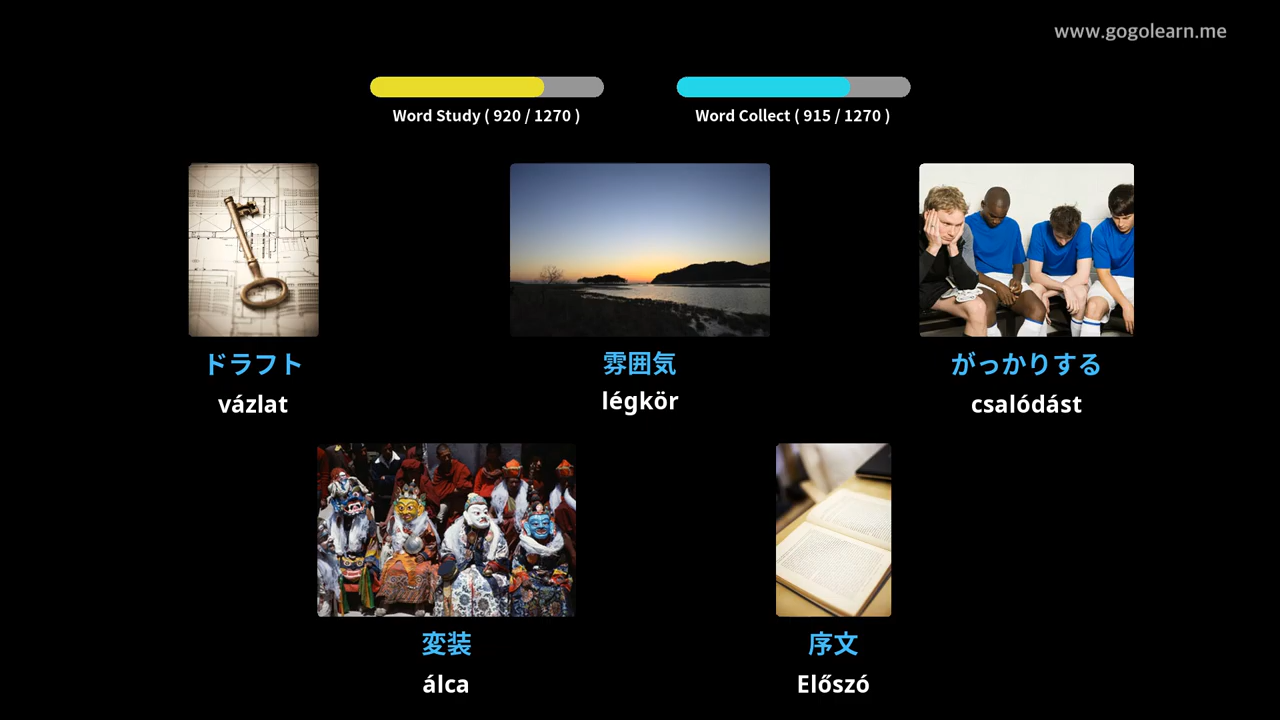 www.gogolearn.me
Word Study ( 920 / 1270 )
Word Collect ( 915 / 1270 )
ドラフト
雰囲気
がっかりする
vázlat
légkör
csalódást
変装
序文
álca
Előszó